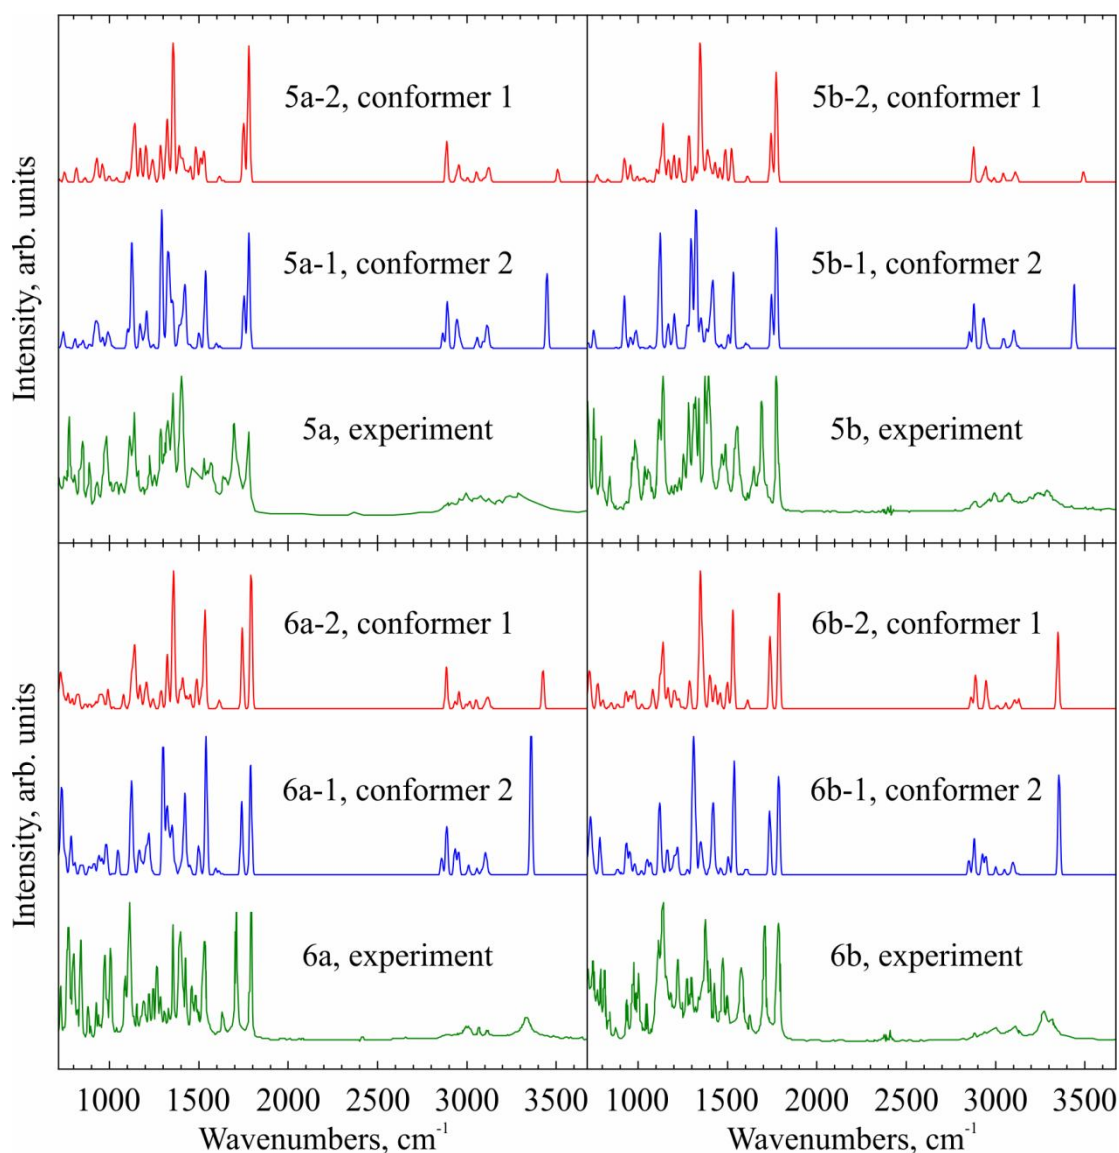 5a-2, conformer 1
5b-2, conformer 1
5a-1, conformer 2
5b-1, conformer 2
5a, experiment
5b, experiment
Intensity, arb. units
6a-2, conformer 1
6b-2, conformer 1
6a-1, conformer 2
6b-1, conformer 2
6a, experiment
6b, experiment
Intensity, arb. units
1000 1500 2000 2500 3000 3500
1000 1500 2000 2500 3000 3500
Wavenumbers, cm⁻¹
Wavenumbers, cm⁻¹